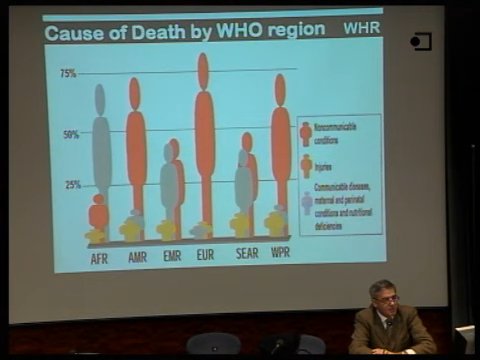 Cause of Death by WHO region WHR
75%
50%
25%
Noncommunicable
conditions
Injuries
Communicable diseases,
maternal and perinatal
conditions and nutritional
deficiencies
AFR AMR EMR EUR SEAR WPR